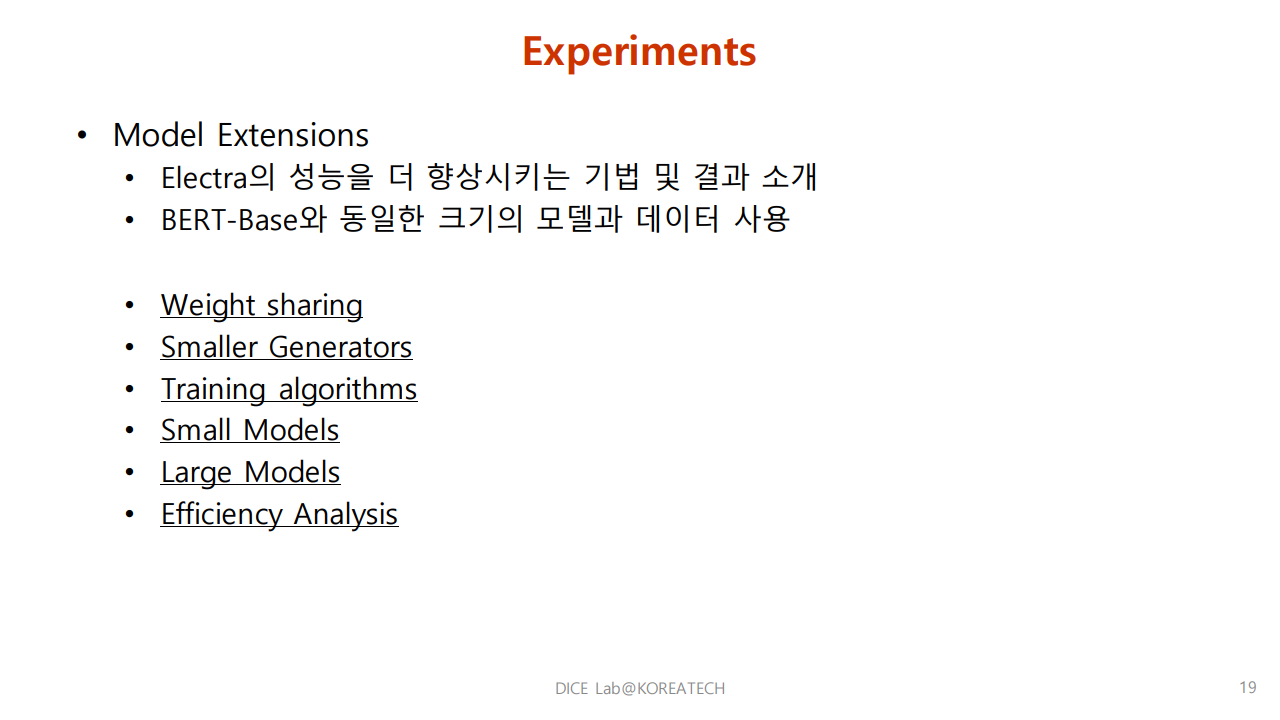 Experiments
• Model Extensions
• Electra의 성능을 더 향상시키는 기법 및 결과 소개
• BERT-Base와 동일한 크기의 모델과 데이터 사용
• Weight sharing
• Smaller Generators
• Training algorithms
• Small Models
• Large Models
• Efficiency Analysis
DICE Lab@KOREATECH
19